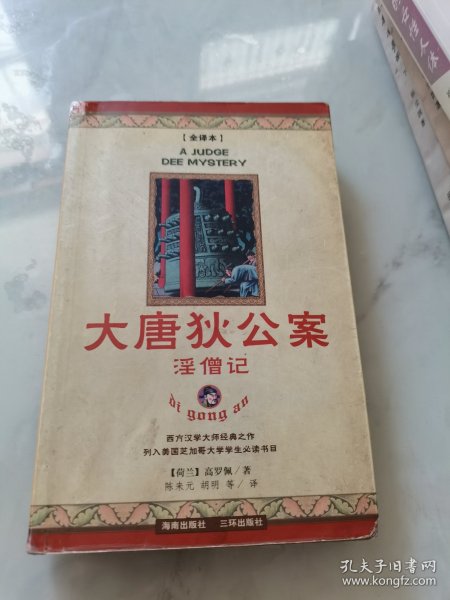 【全译本】
A JUDGE
DEE MYSTERY
大唐狄公案
淫僧记
di gong an
西方汉学大师经典之作
列入美国芝加哥大学学生必读书目
【荷兰】高罗佩／著
陈来元 胡明 等／译
海南出版社 三环出版社
孔夫子旧书网
www.kongfz.com